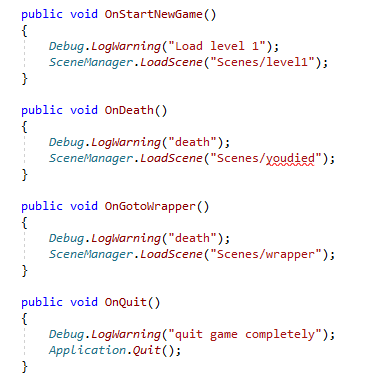 public void OnStartNewGame()
{
Debug.LogWarning("Load level 1");
SceneManager.LoadScene("Scenes/level1");
}
public void OnDeath()
{
Debug.LogWarning("death");
SceneManager.LoadScene("Scenes/youdied");
}
public void OnGotoWrapper()
{
Debug.LogWarning("death");
SceneManager.LoadScene("Scenes/wrapper");
}
public void OnQuit()
{
Debug.LogWarning("quit game completely");
Application.Quit();
}